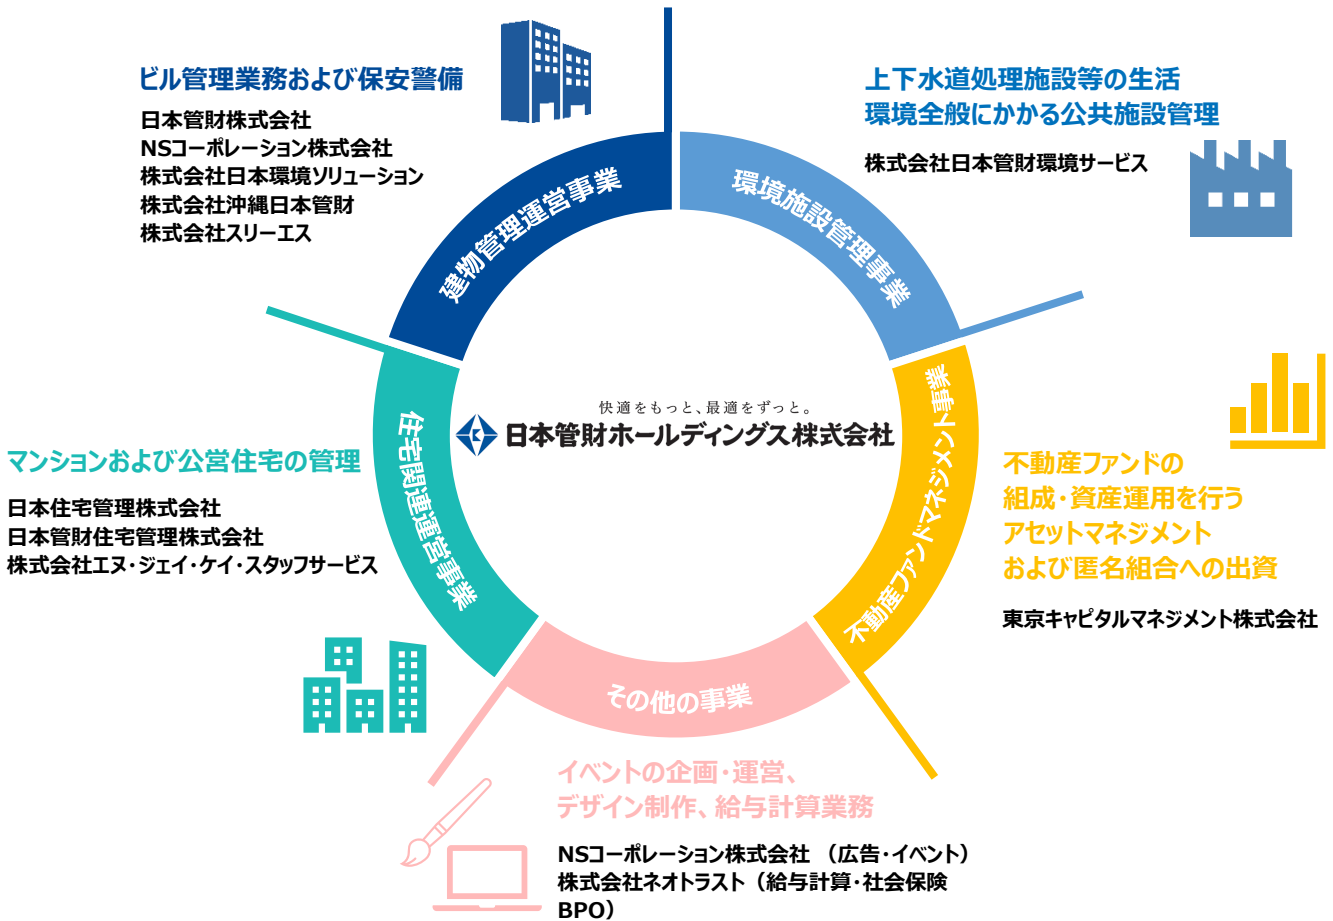 ビル管理業務および保安警備
日本管財株式会社
NSコーポレーション株式会社
株式会社日本環境ソリューション
株式会社沖縄日本管財
株式会社スリーエス
建物管理運営事業
上下水道処理施設等の生活
環境全般にかかる公共施設管理
株式会社日本管財環境サービス
環境施設管理事業
快適をもっと、最適をずっと。
日本管財ホールディングス株式会社
マンションおよび公営住宅の管理
日本住宅管理株式会社
日本管財住宅管理株式会社
株式会社エヌ・ジェイ・ケイ・スタッフサービス
住宅関連運営事業
不動産ファンドマネジメント事業
不動産ファンドの
組成・資産運用を行う
アセットマネジメント
および匿名組合への出資
東京キャピタルマネジメント株式会社
その他の事業
イベントの企画・運営、
デザイン制作、給与計算業務
NSコーポレーション株式会社 （広告・イベント）
株式会社ネオトラスト（給与計算・社会保険
BPO）